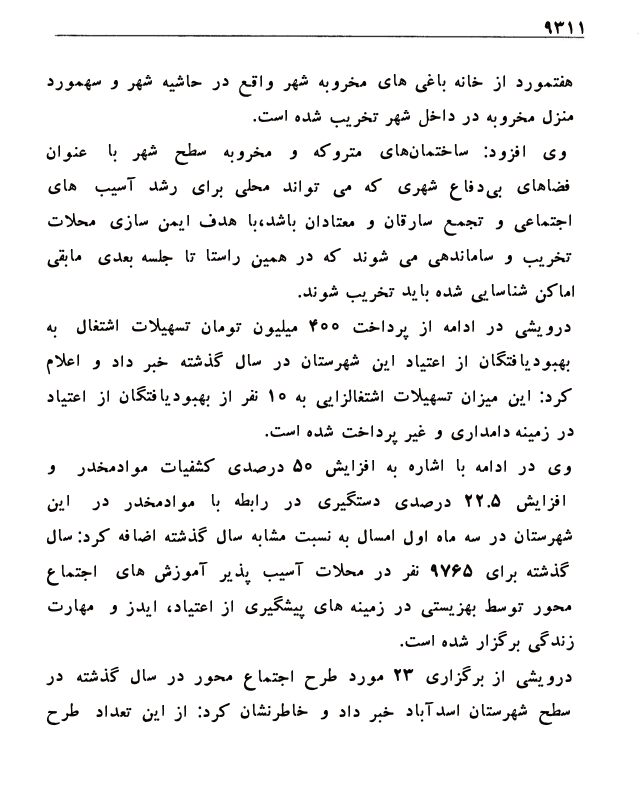 ۹۳۱۱
هفتمورد از خانه باغی های مخروبه شهر واقع در حاشیه شهر و سهمورد
منزل مخروبه در داخل شهر تخریب شده است.
وی افزود: ساختمان‌های متروکه و مخروبه سطح شهر با عنوان
فضاهای بی‌دفاع شهری که می تواند محلی برای رشد آسیب های
اجتماعی و تجمع سارقان و معتادان باشد،با هدف ایمن سازی محلات
تخریب و ساماندهی می شوند که در همین راستا تا جلسه بعدی مابقی
اماکن شناسایی شده باید تخریب شوند.
درویشی در ادامه از پرداخت ۴۰۰ میلیون تومان تسهیلات اشتغال به
بهبودیافتگان از اعتیاد این شهرستان در سال گذشته خبر داد و اعلام
کرد: این میزان تسهیلات اشتغالزایی به ۱۰ نفر از بهبودیافتگان از اعتیاد
در زمینه دامداری و غیر پرداخت شده است.
وی در ادامه با اشاره به افزایش ۵۰ درصدی کشفیات موادمخدر و
افزایش ۲۲.۵ درصدی دستگیری در رابطه با موادمخدر در این
شهرستان در سه ماه اول امسال به نسبت مشابه سال گذشته اضافه کرد: سال
گذشته برای ۹۷۶۵ نفر در محلات آسیب پذیر آموزش های اجتماع
محور توسط بهزیستی در زمینه های پیشگیری از اعتیاد، ایدز و مهارت
زندگی برگزار شده است.
درویشی از برگزاری ۲۳ مورد طرح اجتماع محور در سال گذشته در
سطح شهرستان اسدآباد خبر داد و خاطرنشان کرد: از این تعداد طرح